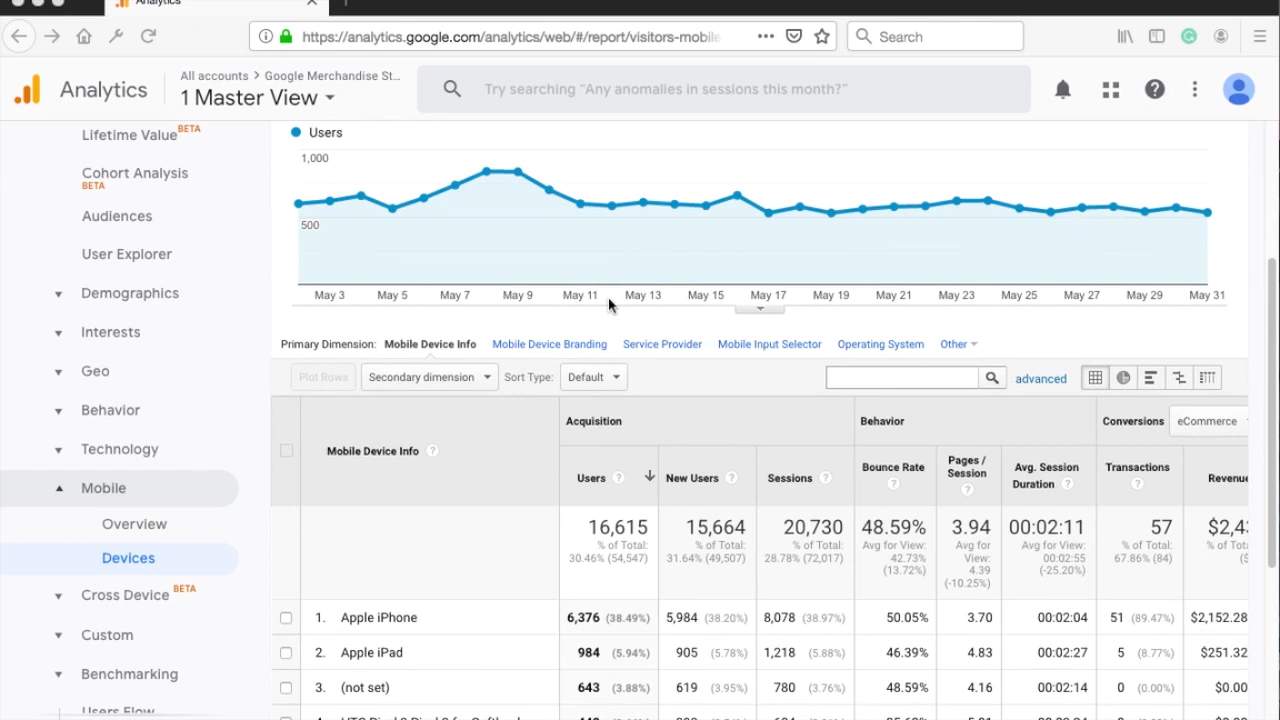 Analytics
https://analytics.google.com/analytics/web/#/report/visitors-mobile
Search
Analytics
All accounts > Google Merchandise St...
1 Master View
Try searching "Any anomalies in sessions this month?"
Lifetime Value BETA
Cohort Analysis
BETA
Audiences
User Explorer
Demographics
Interests
Geo
Behavior
Technology
Mobile
Overview
Devices
Cross Device BETA
Custom
Benchmarking
Users Flow
Users
1,000
500
May 3 May 5 May 7 May 9 May 11 May 13 May 15 May 17 May 19 May 21 May 23 May 25 May 27 May 29 May 31
Primary Dimension: Mobile Device Info Mobile Device Branding Service Provider Mobile Input Selector Operating System Other
Plot Rows Secondary dimension Sort Type: Default advanced
Acquisition Behavior Conversions eCommerce
Mobile Device Info ?
Users ? New Users ? Sessions ? Bounce Rate ? Pages / Session ? Avg. Session Duration ? Transactions ? Revenue
16,615 15,664 20,730 48.59% 3.94 00:02:11 57 $2,43
% of Total: 30.46% (54,547)
% of Total: 31.64% (49,507)
% of Total: 28.78% (72,017)
Avg for View: 42.73% (13.72%)
Avg for View: 4.39 (-10.25%)
Avg for View: 00:02:55 (-25.20%)
% of Total: 67.86% (84)
% of Tota
1. Apple iPhone 6,376 (38.49%) 5,984 (38.20%) 8,078 (38.97%) 50.05% 3.70 00:02:04 51 (89.47%) $2,152.28
2. Apple iPad 984 (5.94%) 905 (5.78%) 1,218 (5.88%) 46.39% 4.83 00:02:27 5 (8.77%) $251.32
3. (not set) 643 (3.88%) 619 (3.95%) 780 (3.76%) 48.59% 4.16 00:02:14 0 (0.00%) $0.00